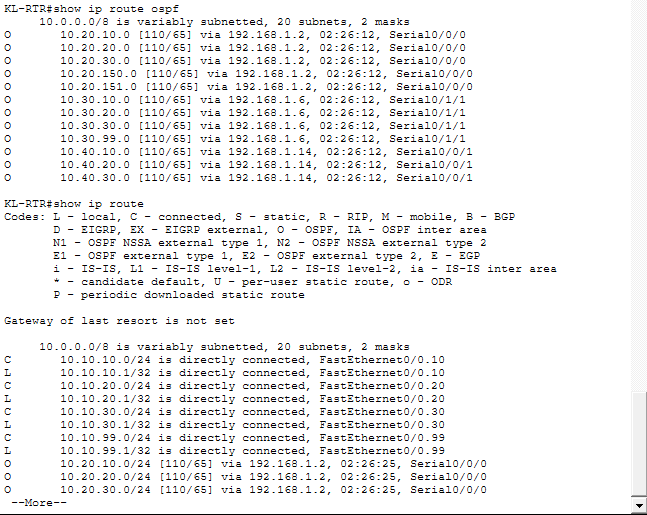 KL-RTR#show ip route ospf
10.0.0.0/8 is variably subnetted, 20 subnets, 2 masks
O 10.20.10.0 [110/65] via 192.168.1.2, 02:26:12, Serial0/0/0
O 10.20.20.0 [110/65] via 192.168.1.2, 02:26:12, Serial0/0/0
O 10.20.30.0 [110/65] via 192.168.1.2, 02:26:12, Serial0/0/0
O 10.20.150.0 [110/65] via 192.168.1.2, 02:26:12, Serial0/0/0
O 10.20.151.0 [110/65] via 192.168.1.2, 02:26:12, Serial0/0/0
O 10.30.10.0 [110/65] via 192.168.1.6, 02:26:12, Serial0/1/1
O 10.30.20.0 [110/65] via 192.168.1.6, 02:26:12, Serial0/1/1
O 10.30.30.0 [110/65] via 192.168.1.6, 02:26:12, Serial0/1/1
O 10.30.99.0 [110/65] via 192.168.1.6, 02:26:12, Serial0/1/1
O 10.40.10.0 [110/65] via 192.168.1.14, 02:26:12, Serial0/0/1
O 10.40.20.0 [110/65] via 192.168.1.14, 02:26:12, Serial0/0/1
O 10.40.30.0 [110/65] via 192.168.1.14, 02:26:12, Serial0/0/1
KL-RTR#show ip route
Codes: L - local, C - connected, S - static, R - RIP, M - mobile, B - BGP
D - EIGRP, EX - EIGRP external, O - OSPF, IA - OSPF inter area
N1 - OSPF NSSA external type 1, N2 - OSPF NSSA external type 2
E1 - OSPF external type 1, E2 - OSPF external type 2, E - EGP
i - IS-IS, L1 - IS-IS level-1, L2 - IS-IS level-2, ia - IS-IS inter area
* - candidate default, U - per-user static route, o - ODR
P - periodic downloaded static route
Gateway of last resort is not set
10.0.0.0/8 is variably subnetted, 20 subnets, 2 masks
C 10.10.10.0/24 is directly connected, FastEthernet0/0.10
L 10.10.10.1/32 is directly connected, FastEthernet0/0.10
C 10.10.20.0/24 is directly connected, FastEthernet0/0.20
L 10.10.20.1/32 is directly connected, FastEthernet0/0.20
C 10.10.30.0/24 is directly connected, FastEthernet0/0.30
L 10.10.30.1/32 is directly connected, FastEthernet0/0.30
C 10.10.99.0/24 is directly connected, FastEthernet0/0.99
L 10.10.99.1/32 is directly connected, FastEthernet0/0.99
O 10.20.10.0/24 [110/65] via 192.168.1.2, 02:26:25, Serial0/0/0
O 10.20.20.0/24 [110/65] via 192.168.1.2, 02:26:25, Serial0/0/0
O 10.20.30.0/24 [110/65] via 192.168.1.2, 02:26:25, Serial0/0/0
--More--